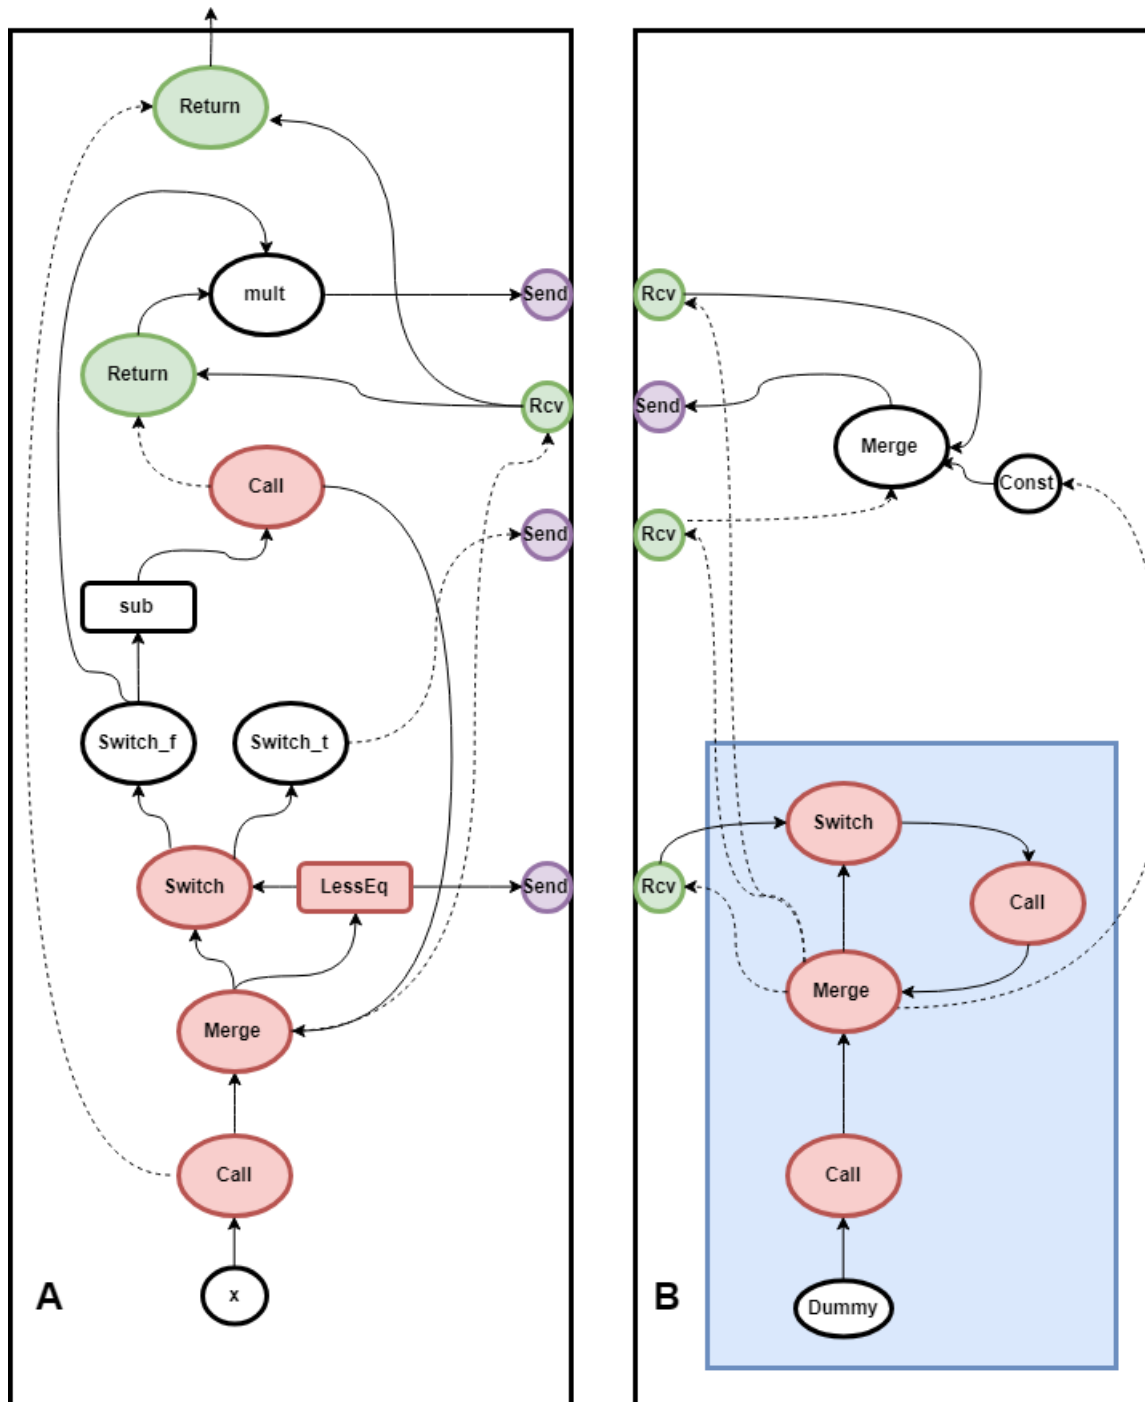 Return
mult
Send
Return
Rcv
Call
Send
sub
Switch_f
Switch_t
Switch
LessEq
Send
Merge
Call
x
A
Rcv
Send
Merge
Const
Rcv
Switch
Rcv
Call
Merge
Call
Dummy
B